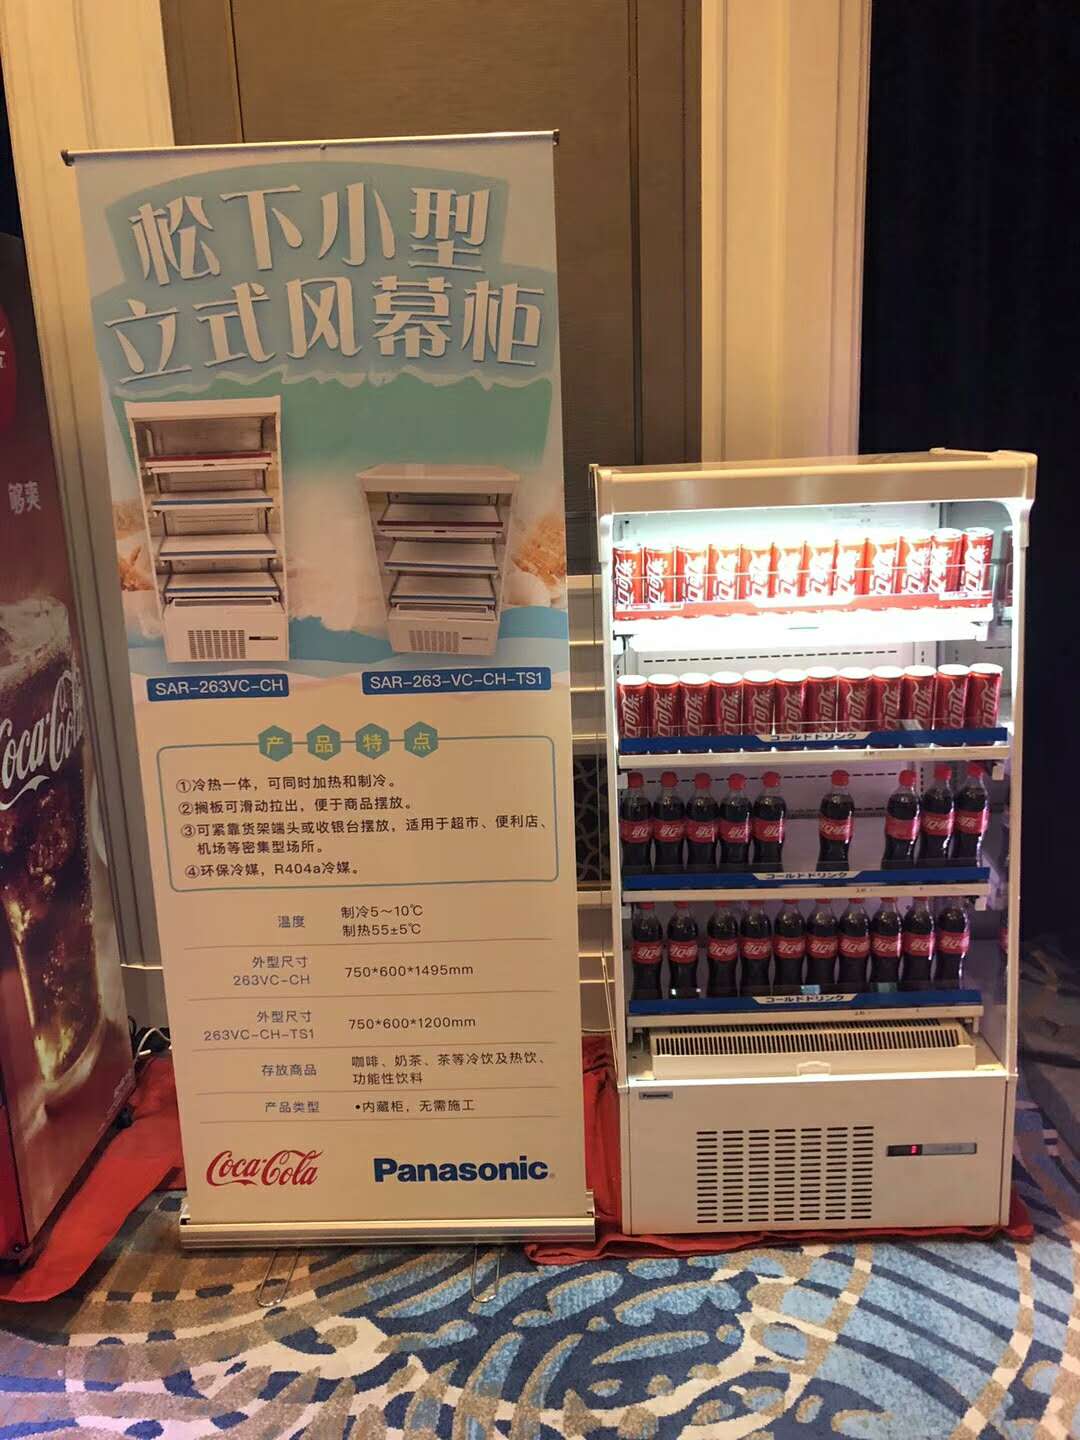 松下小型
立式风幕柜
SAR-263VC-CH
SAR-263-VC-CH-TS1
产品特点
①冷热一体，可同时加热和制冷。
②搁板可滑动拉出，便于商品摆放。
③可紧靠货架端头或收银台摆放，适用于超市、便利店、
机场等密集型场所。
④环保冷媒，R404a冷媒。
温度
制冷5～10℃
制热55±5℃
外型尺寸
263VC-CH
750*600*1495mm
外型尺寸
263VC-CH-TS1
750*600*1200mm
存放商品
咖啡、奶茶、茶等冷饮及热饮、
功能性饮料
产品类型
•内藏柜，无需施工
Coca-Cola
Panasonic
够爽
Coca-Cola
コールドドリンク
コールドドリンク
コールドドリンク
Panasonic